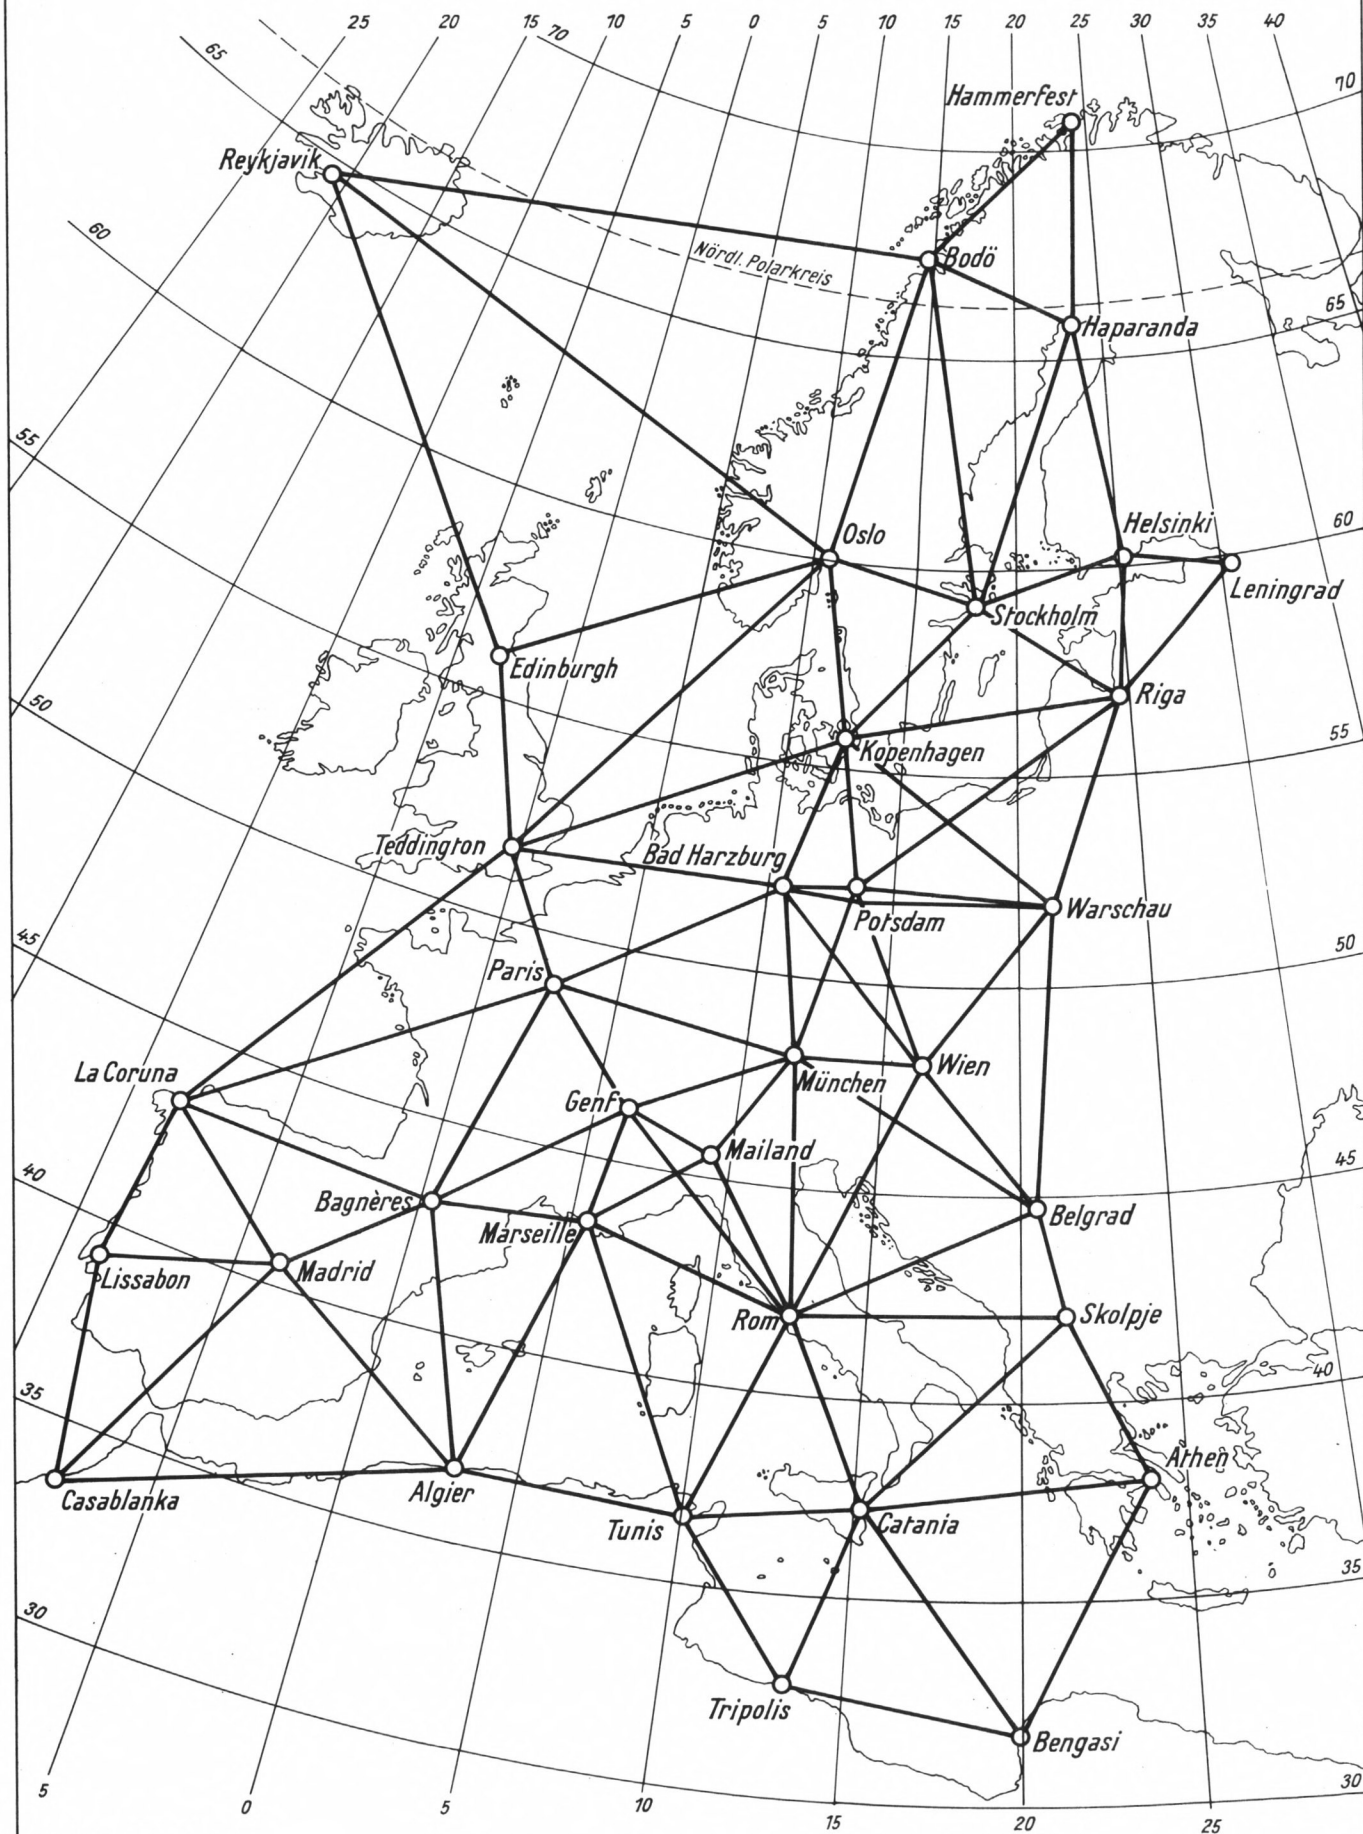 25 20 15 10 5 0 5 10 15 20 25 30 35 40
70
65
70
Hammerfest
Reykjavik
60
Nördl. Polarkreis
Bodö
65
Haparanda
55
Oslo
Helsinki
60
Leningrad
Stockholm
Edinburgh
50
Riga
Kopenhagen
55
Teddington
Bad Harzburg
Potsdam
Warschau
45
Paris
50
La Coruna
München
Wien
Genf
Mailand
40
45
Bagnères
Marseille
Belgrad
Lissabon
Madrid
Rom
Skolpje
35
40
Athen
Casablanka
Algier
Tunis
Catania
35
30
Tripolis
Bengasi
30
5
0
5
10
15
20
25